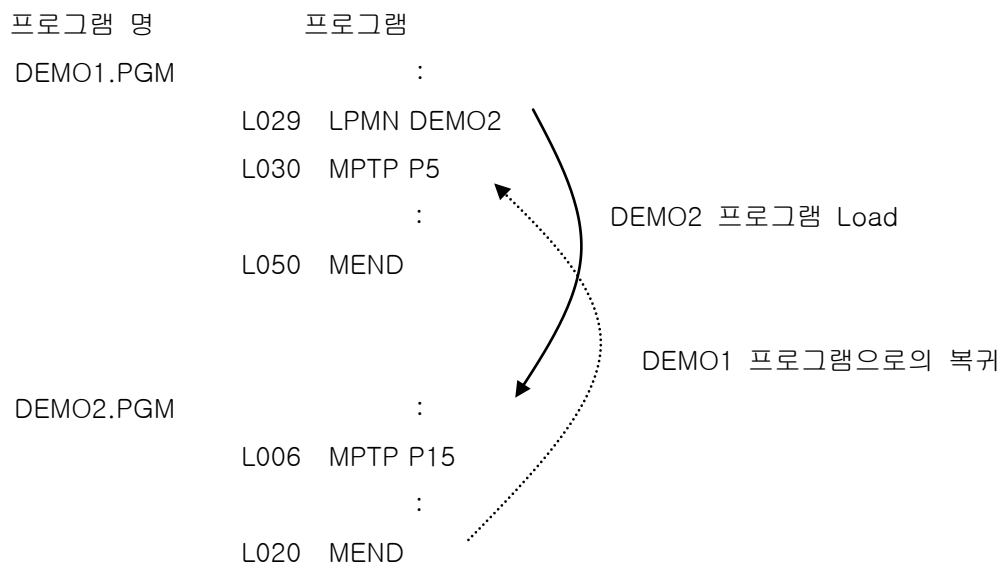 프로그램 명 프로그램
DEMO1.PGM :
L029 LPMN DEMO2
L030 MPTP P5
: DEMO2 프로그램 Load
L050 MEND
DEMO1 프로그램으로의 복귀
DEMO2.PGM :
L006 MPTP P15
:
L020 MEND